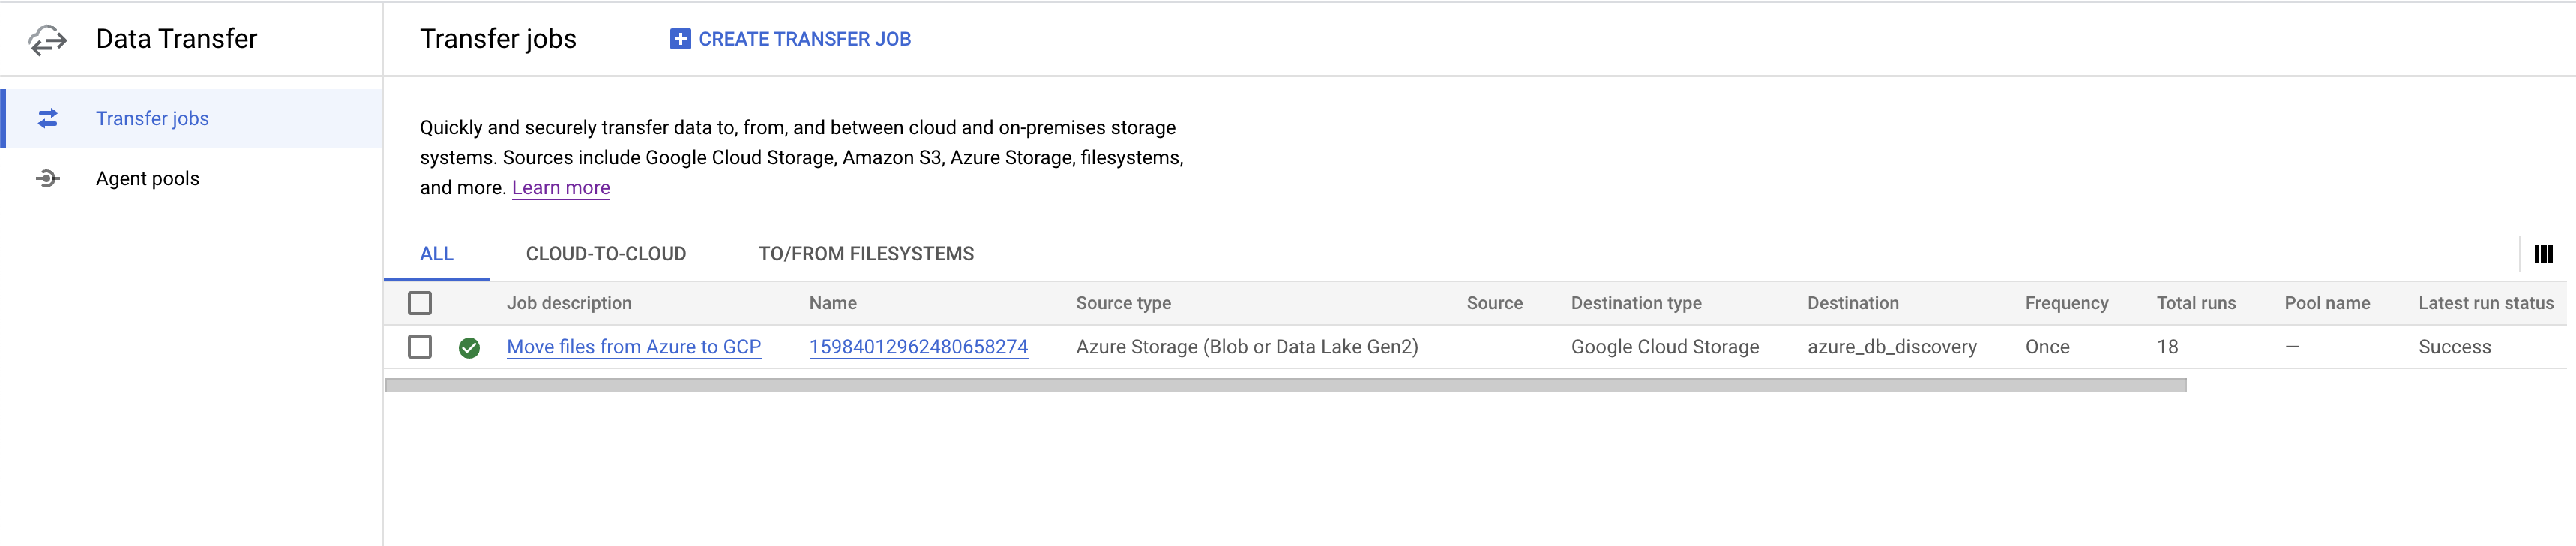 Data Transfer
Transfer jobs
CREATE TRANSFER JOB
Transfer jobs
Agent pools
Quickly and securely transfer data to, from, and between cloud and on-premises storage
systems. Sources include Google Cloud Storage, Amazon S3, Azure Storage, filesystems,
and more. Learn more
ALL CLOUD-TO-CLOUD TO/FROM FILESYSTEMS
Job description Name Source type Source Destination type Destination Frequency Total runs Pool name Latest run status
Move files from Azure to GCP 15984012962480658274 Azure Storage (Blob or Data Lake Gen2) Google Cloud Storage azure_db_discovery Once 18 — Success